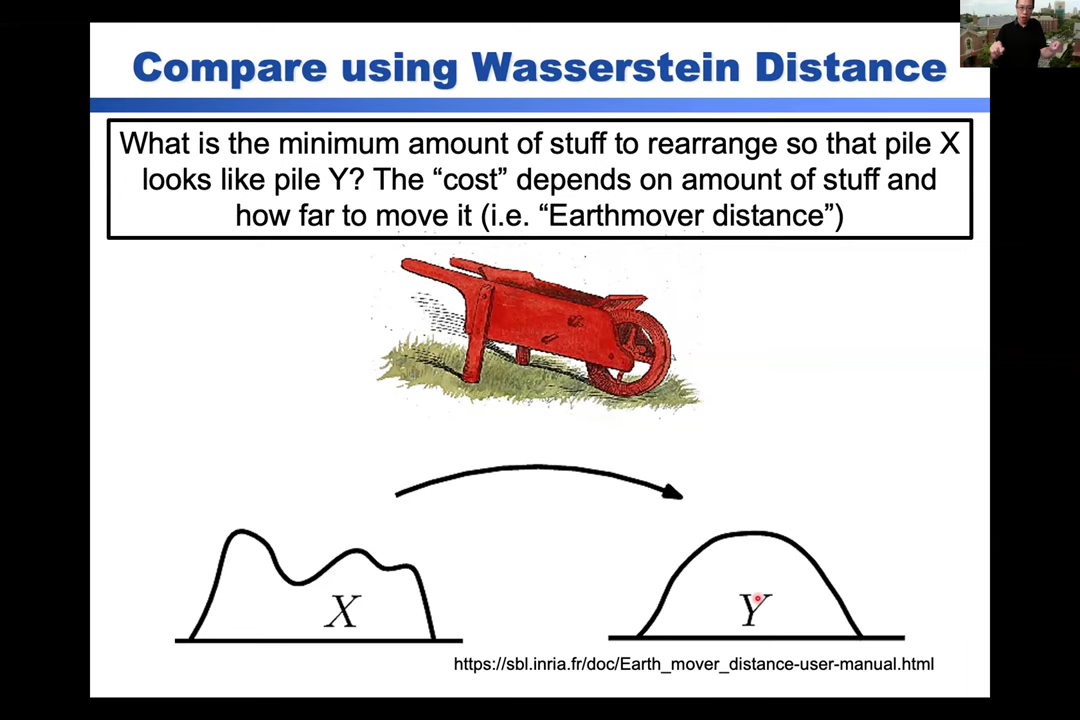 Compare using Wasserstein Distance
What is the minimum amount of stuff to rearrange so that pile X
looks like pile Y? The “cost” depends on amount of stuff and
how far to move it (i.e. “Earthmover distance”)
X
Y
https://sbl.inria.fr/doc/Earth_mover_distance-user-manual.html